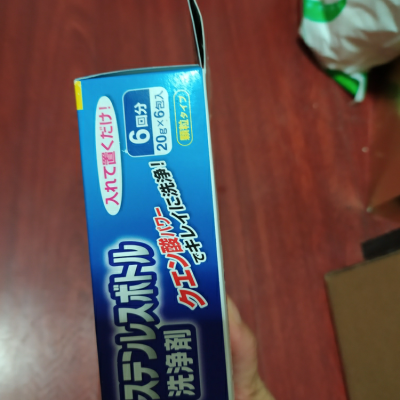 入れて置くだけ!
6回分
20g×6包入
顆粒タイプ
クエン酸パワー
でキレイに洗浄!
ステンレスボトル
洗浄剤